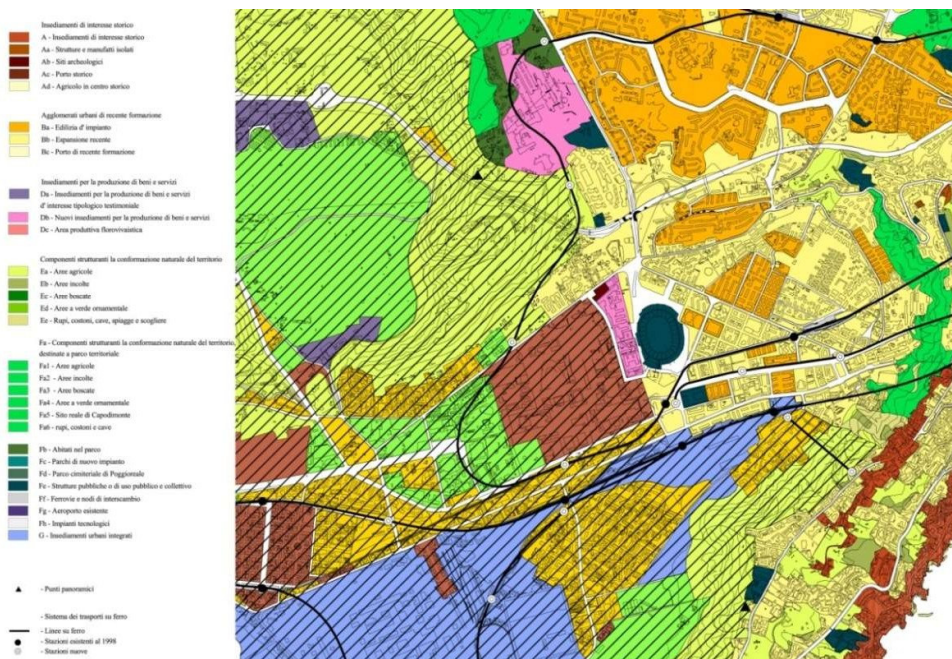 Insediamenti di interesse storico
A - Insediamenti di interesse storico
Aa - Strutture e manufatti isolati
Ab - Siti archeologici
Ac - Porto storico
Ad - Agricolo in centro storico
Agglomerati urbani di recente formazione
Ba - Edilizia d' impianto
Bb - Espansione recente
Bc - Porto di recente formazione
Insediamenti per la produzione di beni e servizi
Da - Insediamenti per la produzione di beni e servizi
d' interesse tipologico testimoniale
Db - Nuovi insediamenti per la produzione di beni e servizi
Dc - Area produttiva florovivaistica
Componenti strutturanti la conformazione naturale del territorio
Ea - Aree agricole
Eb - Aree incolte
Ec - Aree boscate
Ed - Aree a verde ornamentale
Ee - Rupi, costoni, cave, spiagge e scogliere
Fa - Componenti strutturanti la conformazione naturale del territorio,
destinate a parco territoriale
Fa1 - Aree agricole
Fa2 - Aree incolte
Fa3 - Aree boscate
Fa4 - Aree a verde ornamentale
Fa5 - Sito reale di Capodimonte
Fa6 - rupi, costoni e cave
Fb - Abitati nel parco
Fc - Parchi di nuovo impianto
Fd - Parco cimiteriale di Poggioreale
Fe - Strutture pubbliche o di uso pubblico e collettivo
Ff - Ferrovie e nodi di interscambio
Fg - Aeroporto esistente
Fh - Impianti tecnologici
G - Insediamenti urbani integrati
- Punti panoramici
- Sistema dei trasporti su ferro
- Linee su ferro
- Stazioni esistenti al 1998
- Stazioni nuove